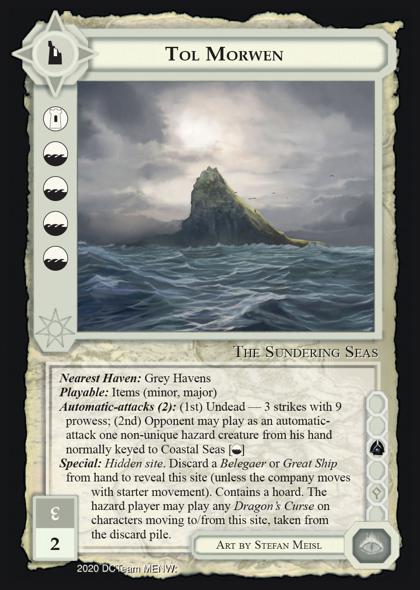 Tol Morwen
The Sundering Seas
Nearest Haven: Grey Havens
Playable: Items (minor, major)
Automatic-attacks (2): (1st) Undead — 3 strikes with 9
prowess; (2nd) Opponent may play as an automatic-
attack one non-unique hazard creature from his hand
normally keyed to Coastal Seas []
Special: Hidden site. Discard a Belegaer or Great Ship
from hand to reveal this site (unless the company moves
with starter movement). Contains a hoard. The
hazard player may play any Dragon's Curse on
characters moving to/from this site, taken from
the discard pile.
ε
2
Art by Stefan Meisl
2020 DCTeam MENW: